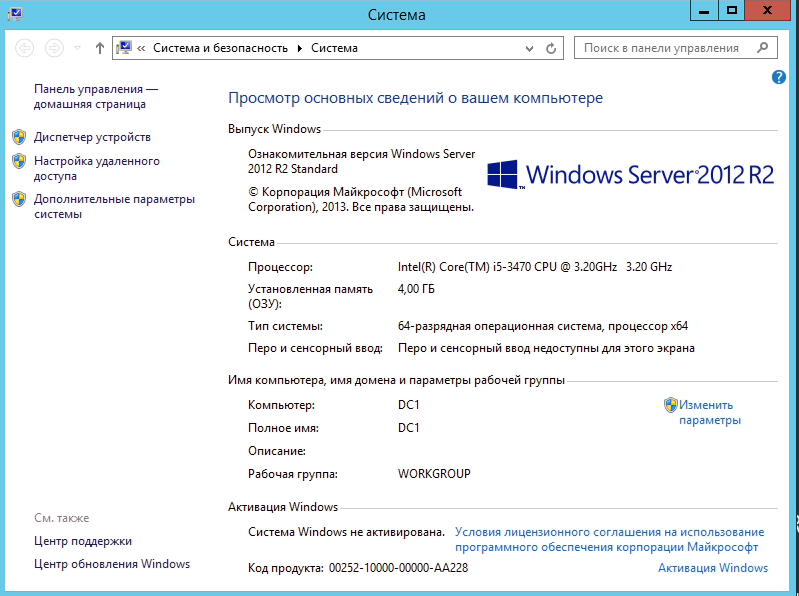 Система
« Система и безопасность Система
Поиск в панели управления
Панель управления —
домашняя страница
Диспетчер устройств
Настройка удаленного
доступа
Дополнительные параметры
системы
Просмотр основных сведений о вашем компьютере
Выпуск Windows
Ознакомительная версия Windows Server
2012 R2 Standard
© Корпорация Майкрософт (Microsoft
Corporation), 2013. Все права защищены.
Windows Server 2012 R2
Система
Процессор: Intel(R) Core(TM) i5-3470 CPU @ 3.20GHz 3.20 GHz
Установленная память
(ОЗУ): 4,00 ГБ
Тип системы: 64-разрядная операционная система, процессор x64
Перо и сенсорный ввод: Перо и сенсорный ввод недоступны для этого экрана
Имя компьютера, имя домена и параметры рабочей группы
Компьютер: DC1
Изменить
параметры
Полное имя: DC1
Описание:
Рабочая группа: WORKGROUP
Активация Windows
Система Windows не активирована. Условия лицензионного соглашения на использование
программного обеспечения корпорации Майкрософт
Код продукта: 00252-10000-00000-AA228 Активация Windows
См. также
Центр поддержки
Центр обновления Windows